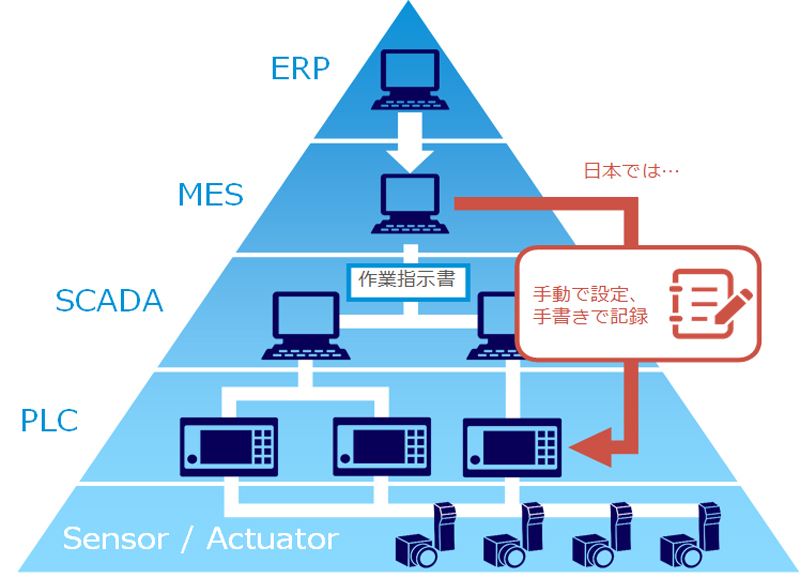 ERP
日本では…
MES
作業指示書
SCADA
手動で設定、
手書きで記録
PLC
Sensor / Actuator